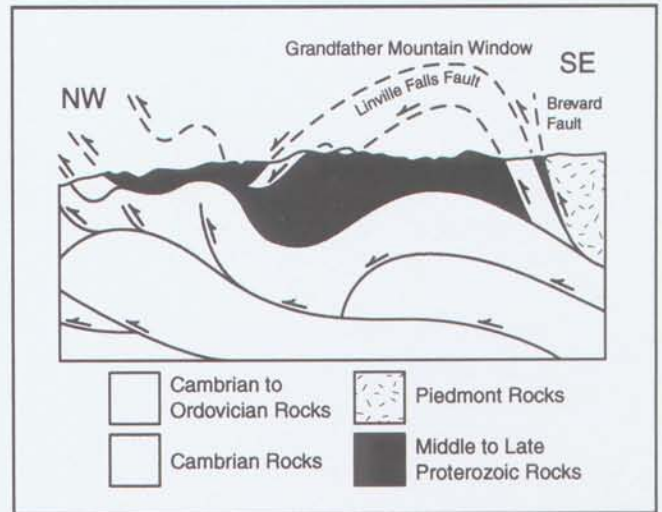 Grandfather Mountain Window
SE
NW
Linville Falls Fault
Brevard
Fault
Cambrian to
Ordovician Rocks
Piedmont Rocks
Cambrian Rocks
Middle to Late
Proterozoic Rocks